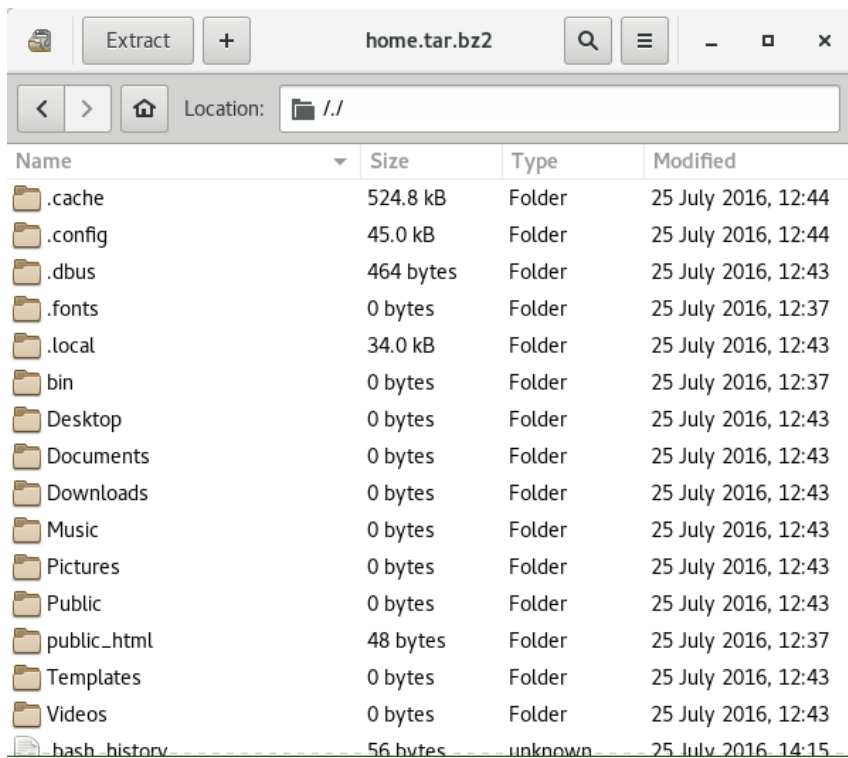 Extract + home.tar.bz2
Location: /./
Name Size Type Modified
.cache 524.8 kB Folder 25 July 2016, 12:44
.config 45.0 kB Folder 25 July 2016, 12:44
.dbus 464 bytes Folder 25 July 2016, 12:43
.fonts 0 bytes Folder 25 July 2016, 12:37
.local 34.0 kB Folder 25 July 2016, 12:43
bin 0 bytes Folder 25 July 2016, 12:37
Desktop 0 bytes Folder 25 July 2016, 12:43
Documents 0 bytes Folder 25 July 2016, 12:43
Downloads 0 bytes Folder 25 July 2016, 12:43
Music 0 bytes Folder 25 July 2016, 12:43
Pictures 0 bytes Folder 25 July 2016, 12:43
Public 0 bytes Folder 25 July 2016, 12:43
public_html 48 bytes Folder 25 July 2016, 12:37
Templates 0 bytes Folder 25 July 2016, 12:43
Videos 0 bytes Folder 25 July 2016, 12:43
.bash_history 56 bytes unknown 25 July 2016, 14:15